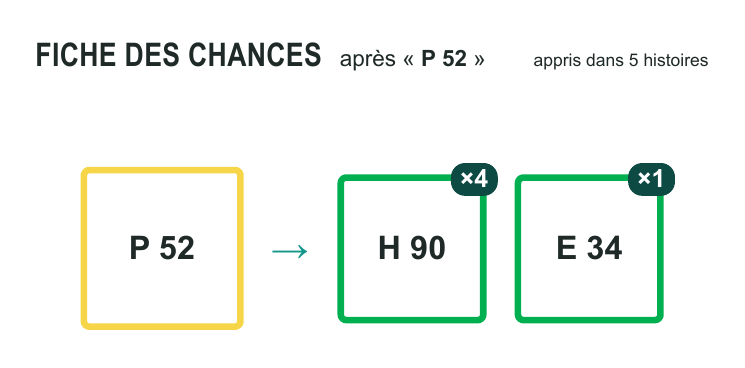 FICHE DES CHANCES après « P 52 » appris dans 5 histoires
×4 ×1
P 52 → H 90 E 34